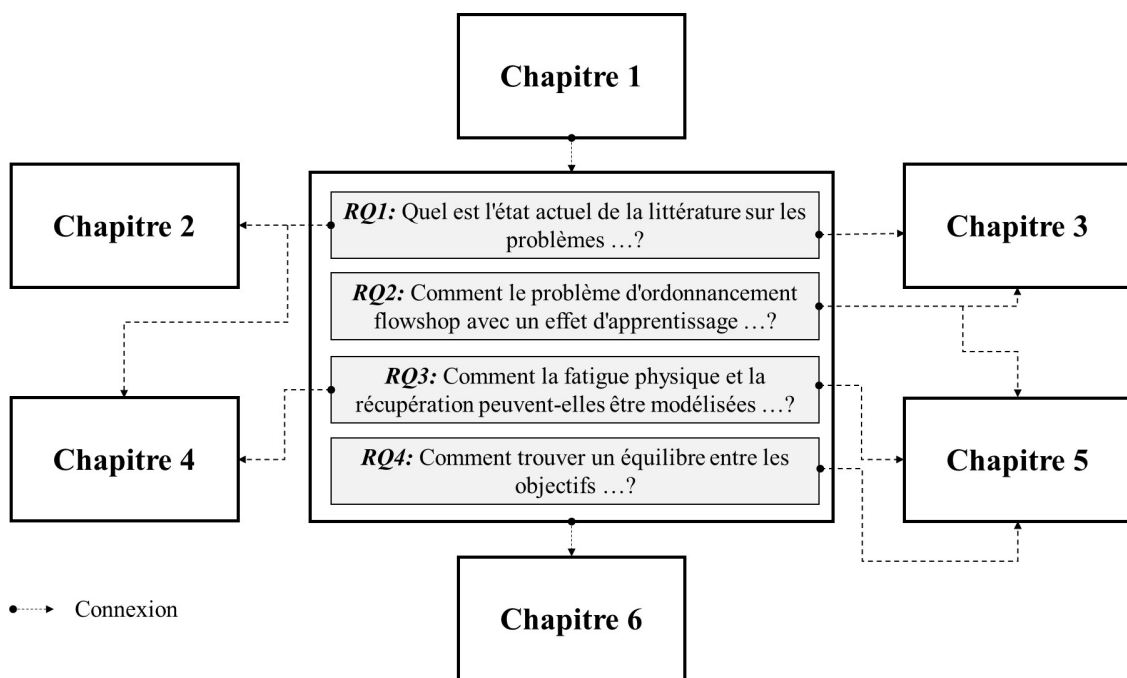 Chapitre 1
Chapitre 2
RQ1: Quel est l'état actuel de la littérature sur les
problèmes …?
Chapitre 3
RQ2: Comment le problème d'ordonnancement
flowshop avec un effet d'apprentissage …?
RQ3: Comment la fatigue physique et la
récupération peuvent-elles être modélisées …?
Chapitre 4
RQ4: Comment trouver un équilibre entre les
objectifs …?
Chapitre 5
Connexion
Chapitre 6